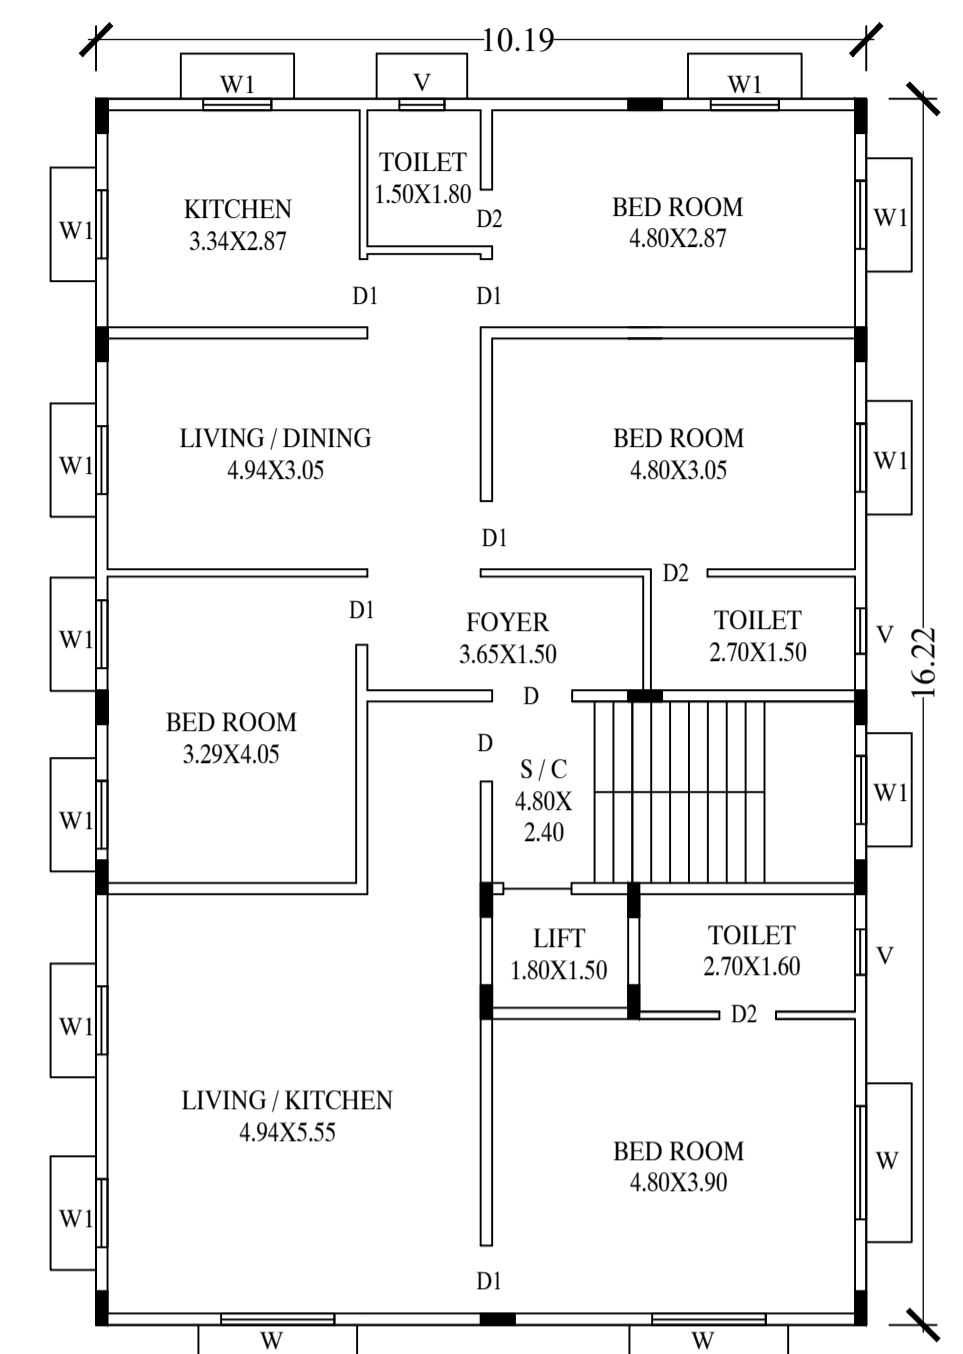 10.19
W1
V
W1
TOILET
1.50X1.80
KITCHEN
3.34X2.87
D2
BED ROOM
4.80X2.87
W1
W1
D1
D1
LIVING / DINING
4.94X3.05
BED ROOM
4.80X3.05
W1
W1
D1
D2
D1
FOYER
3.65X1.50
TOILET
2.70X1.50
W1
V
16.22
D
BED ROOM
3.29X4.05
D
S / C
4.80X
2.40
W1
W1
LIFT
1.80X1.50
TOILET
2.70X1.60
V
W1
D2
LIVING / KITCHEN
4.94X5.55
BED ROOM
4.80X3.90
W
W1
D1
W
W